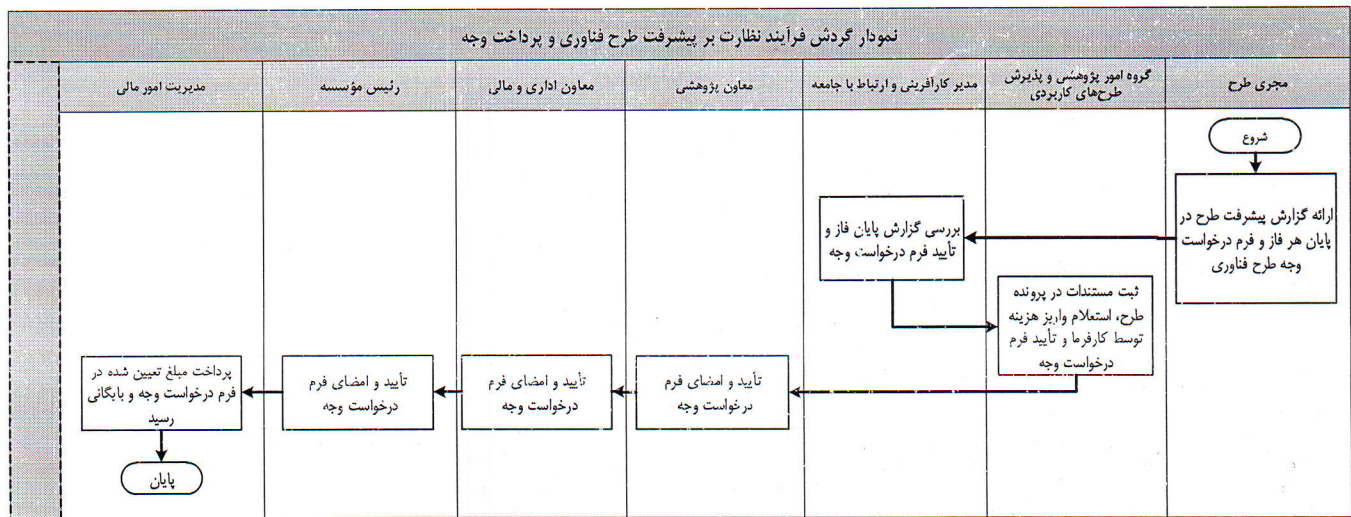 نمودار گردش فرآیند نظارت بر پیشرفت طرح فناوری و پرداخت وجه
مجری طرح
گروه امور پژوهشی و پذیرش
طرح‌های کاربردی
مدیر کارآفرینی و ارتباط با جامعه
معاون پژوهشی
معاون اداری و مالی
رئیس مؤسسه
مدیریت امور مالی
شروع
ارائه گزارش پیشرفت طرح در
پایان هر فاز و فرم درخواست
وجه طرح فناوری
بررسی گزارش پایان فاز و
تأیید فرم درخواست وجه
ثبت مستندات در پرونده
طرح، استعلام واریز هزینه
توسط کارفرما و تأیید فرم
درخواست وجه
تأیید و امضای فرم
درخواست وجه
تأیید و امضای فرم
درخواست وجه
تأیید و امضای فرم
درخواست وجه
پرداخت مبلغ تعیین شده در
فرم درخواست وجه و بایگانی
رسید
پایان